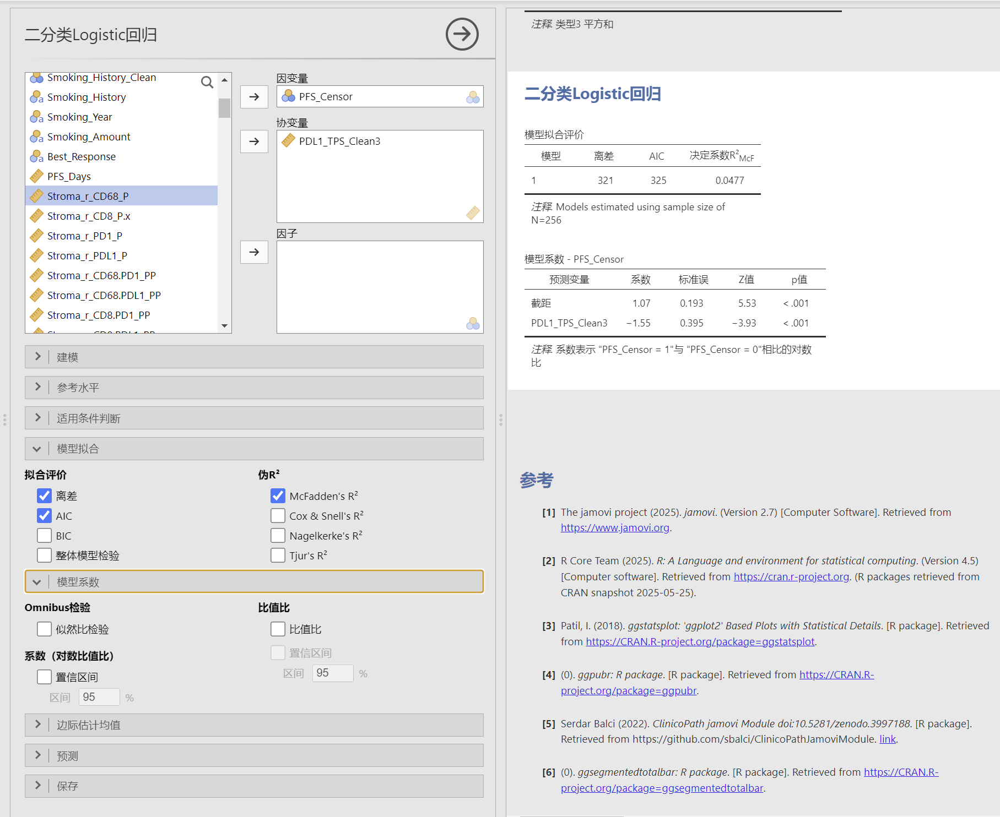 二分类Logistic回归
Smoking_History_Clean
Smoking_History
Smoking_Year
Smoking_Amount
Best_Response
PFS_Days
Stroma_r_CD68_P
Stroma_r_CD8_P.x
Stroma_r_PD1_P
Stroma_r_PDL1_P
Stroma_r_CD68.PD1_PP
Stroma_r_CD68.PDL1_PP
Stroma_r_CD8.PD1_PP
因变量
PFS_Censor
协变量
PDL1_TPS_Clean3
因子
建模
参考水平
适用条件判断
模型拟合
拟合评价
离差
AIC
BIC
整体模型检验
伪R²
McFadden's R²
Cox & Snell's R²
Nagelkerke's R²
Tjur's R²
模型系数
Omnibus检验
似然比检验
系数（对数比值比）
置信区间
区间 95 %
比值比
比值比
置信区间
区间 95 %
边际估计均值
预测
保存
注释. 类型3 平方和
二分类Logistic回归
模型拟合评价
模型 离差 AIC 决定系数R²McF
1 321 325 0.0477
注释. Models estimated using sample size of
N=256
模型系数 - PFS_Censor
预测变量 系数 标准误 Z值 p值
截距 1.07 0.193 5.53 < .001
PDL1_TPS_Clean3 −1.55 0.395 −3.93 < .001
注释. 系数表示 "PFS_Censor = 1"与 "PFS_Censor = 0"相比的对数
比
参考
[1] The jamovi project (2025). jamovi. (Version 2.7) [Computer Software]. Retrieved from
https://www.jamovi.org.
[2] R Core Team (2025). R: A Language and environment for statistical computing. (Version 4.5)
[Computer software]. Retrieved from https://cran.r-project.org. (R packages retrieved from
CRAN snapshot 2025-05-25).
[3] Patil, I. (2018). ggstatsplot: 'ggplot2' Based Plots with Statistical Details. [R package]. Retrieved
from https://CRAN.R-project.org/package=ggstatsplot.
[4] (0). ggpubr: R package. [R package]. Retrieved from https://CRAN.R-
project.org/package=ggpubr.
[5] Serdar Balci (2022). ClinicoPath jamovi Module doi:10.5281/zenodo.3997188. [R package].
Retrieved from https://github.com/sbalci/ClinicoPathJamoviModule. link.
[6] (0). ggsegmentedtotalbar: R package. [R package]. Retrieved from https://CRAN.R-
project.org/package=ggsegmentedtotalbar.